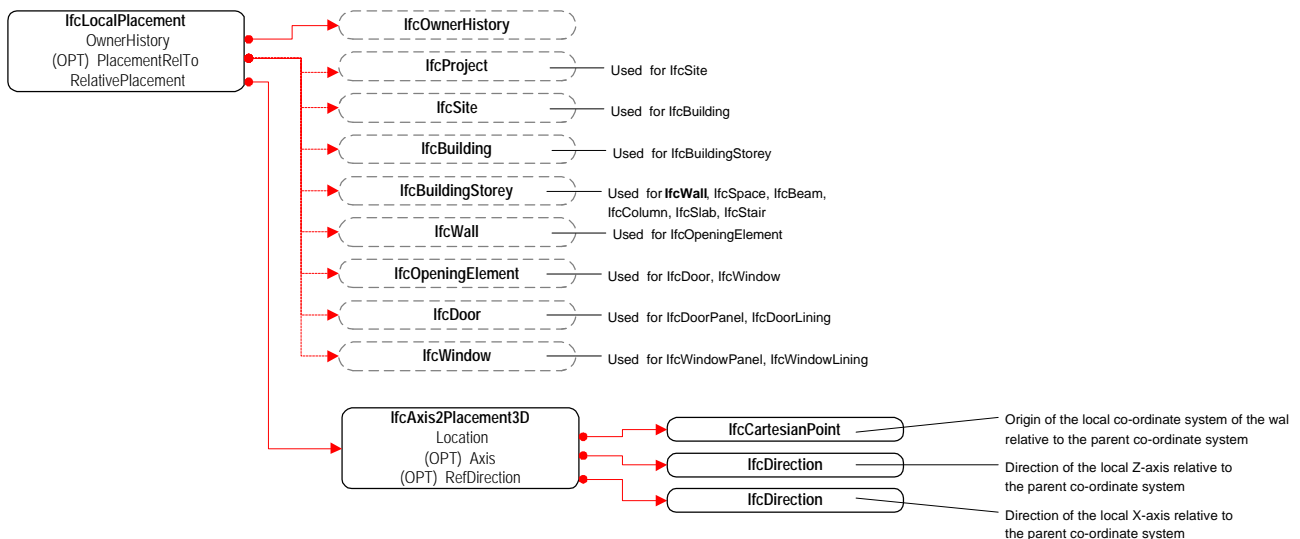 IfcLocalPlacement
OwnerHistory
(OPT) PlacementRelTo
RelativePlacement
IfcOwnerHistory
IfcProject
Used for IfcSite
IfcSite
Used for IfcBuilding
IfcBuilding
Used for IfcBuildingStorey
IfcBuildingStorey
Used for IfcWall, IfcSpace, IfcBeam,
IfcColumn, IfcSlab, IfcStair
IfcWall
Used for IfcOpeningElement
IfcOpeningElement
Used for IfcDoor, IfcWindow
IfcDoor
Used for IfcDoorPanel, IfcDoorLining
IfcWindow
Used for IfcWindowPanel, IfcWindowLining
IfcAxis2Placement3D
Location
(OPT) Axis
(OPT) RefDirection
IfcCartesianPoint
Origin of the local co-ordinate system of the wal
relative to the parent co-ordinate system
IfcDirection
Direction of the local Z-axis relative to
the parent co-ordinate system
IfcDirection
Direction of the local X-axis relative to
the parent co-ordinate system